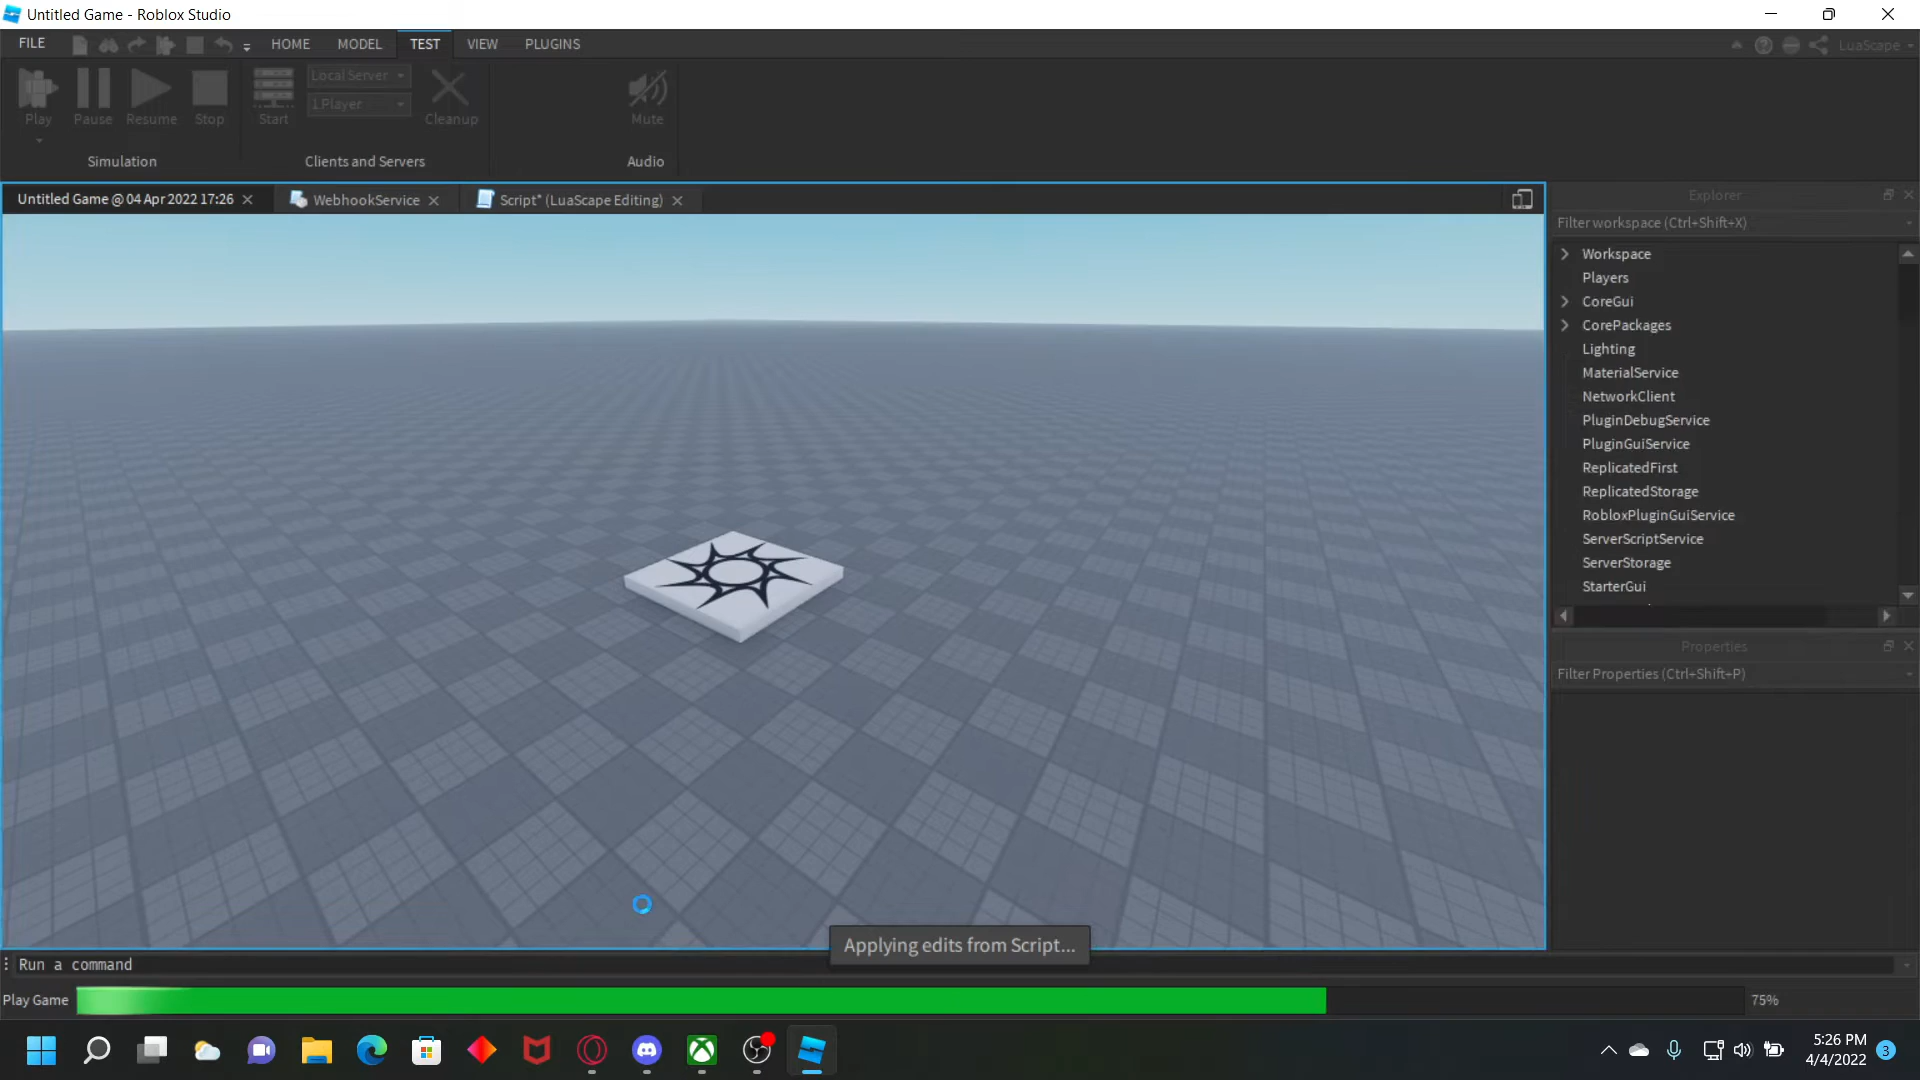 Untitled Game - Roblox Studio
FILE
HOME
MODEL
TEST
VIEW
PLUGINS
LuaScape
Play
Pause
Resume
Stop
Simulation
Start
Local Server
1 Player
Cleanup
Clients and Servers
Mute
Audio
Untitled Game @ 04 Apr 2022 17:26
WebhookService
Script* (LuaScape Editing)
Explorer
Filter workspace (Ctrl+Shift+X)
Workspace
Players
CoreGui
CorePackages
Lighting
MaterialService
NetworkClient
PluginDebugService
PluginGuiService
ReplicatedFirst
ReplicatedStorage
RobloxPluginGuiService
ServerScriptService
ServerStorage
StarterGui
Properties
Filter Properties (Ctrl+Shift+P)
Applying edits from Script...
Run a command
Play Game
75%
5:26 PM
4/4/2022
3